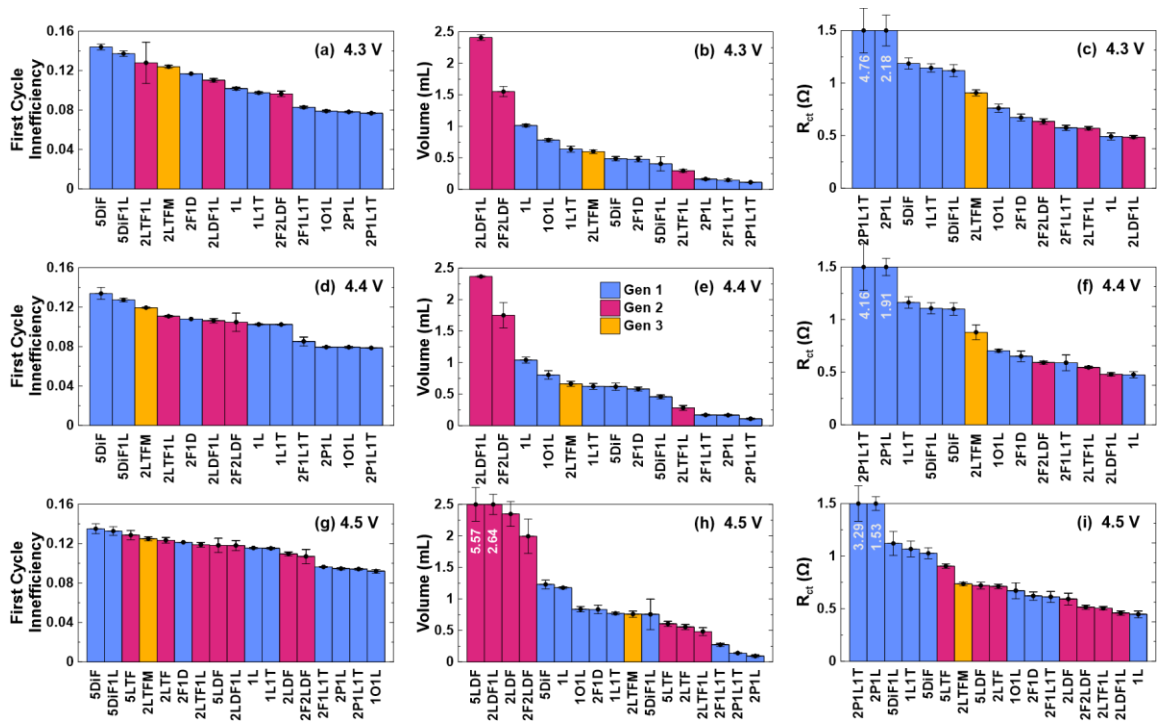 First Cycle
Innefficiency
0.16
0.12
0.08
0.04
0
(a) 4.3 V
5DiF
5DiF1L
2LTF1L
2LTFM
2F1D
2LDF1L
1L
1L1T
2F2LDF
2F1L1T
1O1L
2P1L
2P1L1T
Volume (mL)
2.5
2.0
1.5
1.0
0.5
0
(b) 4.3 V
2LDF1L
2F2LDF
1L
1O1L
1L1T
2LTFM
5DiF
2F1D
5DiF1L
2LTF1L
2P1L
2F1L1T
2P1L1T
Rct (Ω)
1.5
1
0.5
0
(c) 4.3 V
4.76
2.18
2P1L1T
2P1L
5DiF
1L1T
5DiF1L
2LTFM
1O1L
2F1D
2F2LDF
2F1L1T
2LTF1L
1L
2LDF1L
First Cycle
Innefficiency
0.16
0.12
0.08
0.04
0
(d) 4.4 V
5DiF
5DiF1L
2LTFM
2LTF1L
2F1D
2LDF1L
2F2LDF
1L
1L1T
2F1L1T
2P1L
1O1L
2P1L1T
Volume (mL)
2.5
2.0
1.5
1.0
0.5
0
(e) 4.4 V
Gen 1
Gen 2
Gen 3
2LDF1L
2F2LDF
1L
1O1L
2LTFM
1L1T
5DiF
2F1D
5DiF1L
2LTF1L
2F1L1T
2P1L
2P1L1T
Rct (Ω)
1.5
1
0.5
0
(f) 4.4 V
4.16
1.91
2P1L1T
2P1L
1L1T
5DiF1L
5DiF
2LTFM
1O1L
2F1D
2F2LDF
2F1L1T
2LTF1L
2LDF1L
1L
First Cycle
Innefficiency
0.16
0.12
0.08
0.04
0
(g) 4.5 V
5DiF
5DiF1L
5LTF
2LTFM
2LTF
2F1D
2LTF1L
5LDF
2LDF1L
1L
1L1T
2LDF
2F2LDF
2F1L1T
2P1L
2P1L1T
1O1L
Volume (mL)
2.5
2.0
1.5
1.0
0.5
0
(h) 4.5 V
5.57
2.64
5LDF
2LDF1L
2LDF
2F2LDF
5DiF
1L
1O1L
2F1D
1L1T
2LTFM
5DiF1L
5LTF
2LTF
2LTF1L
2F1L1T
2P1L1T
2P1L
Rct (Ω)
1.5
1
0.5
0
(i) 4.5 V
3.29
1.53
2P1L1T
2P1L
5DiF1L
1L1T
5DiF
5LTF
2LTFM
5LDF
2LTF
1O1L
2F1D
2F1L1T
2LDF
2F2LDF
2LTF1L
2LDF1L
1L